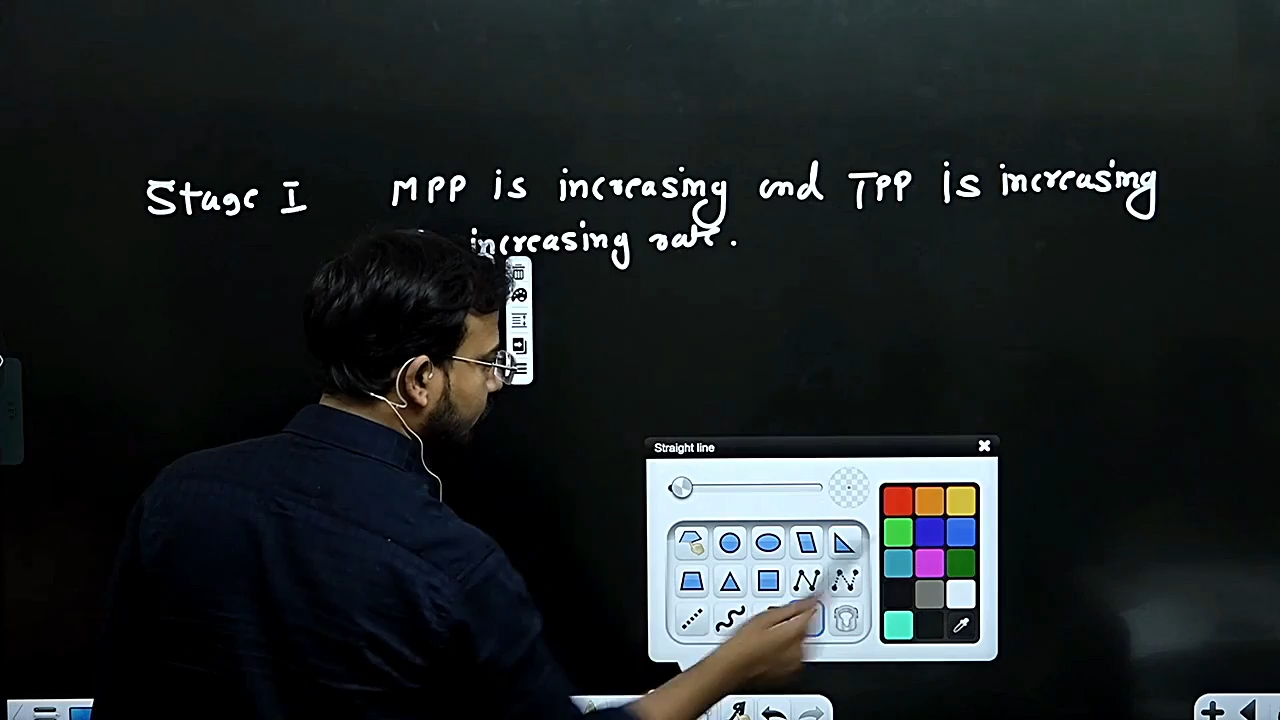 Stage I MPP is increasing and TPP is increasing
increasing rate.
Straight line